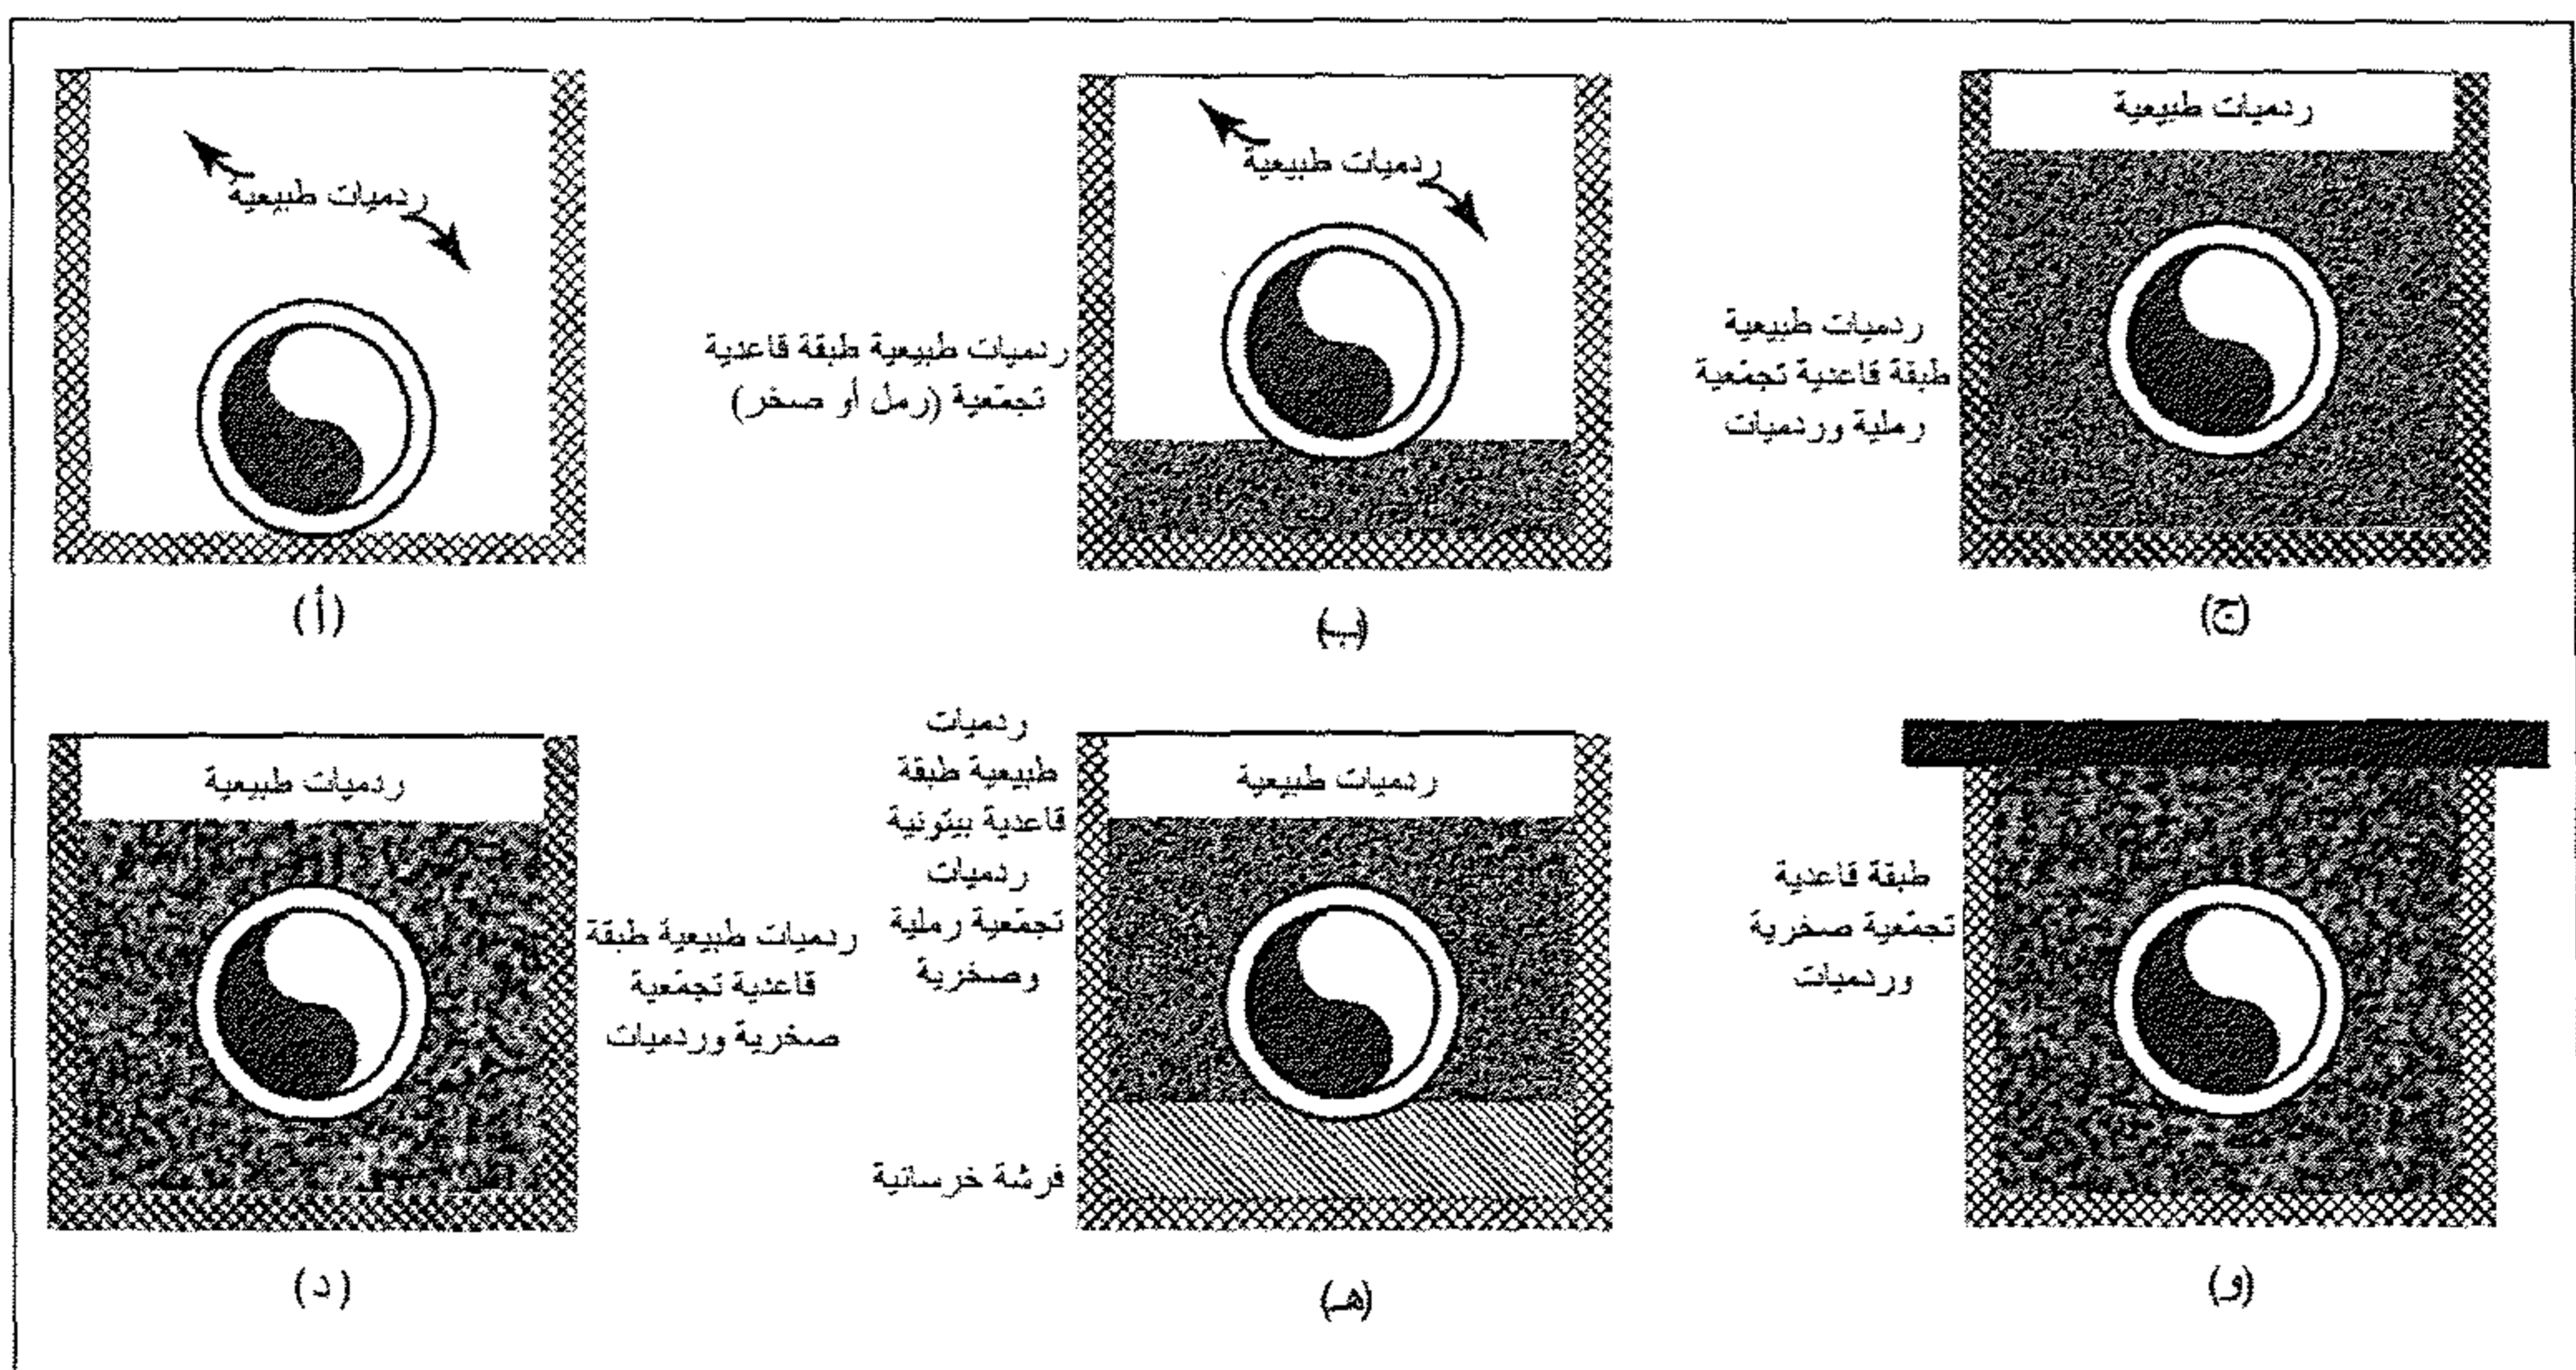 ردميات طبيعية
ردميات طبيعية
ردميات طبيعية
ردميات طبيعية طبقة قاعدية
تجمّعية (رمل أو صخر)
ردميات طبيعية
طبقة قاعدية تجمّعية
رملية وردميات
(أ)
(ب)
(ج)
ردميات طبيعية
ردميات طبيعية طبقة
قاعدية تجمّعية
صخرية وردميات
ردميات
طبيعية طبقة
قاعدية بيتونية
ردميات
تجمّعية رملية
وصخرية
ردميات طبيعية
فرشة خرسانية
طبقة قاعدية
تجمّعية صخرية
وردميات
(د)
(هـ)
(و)